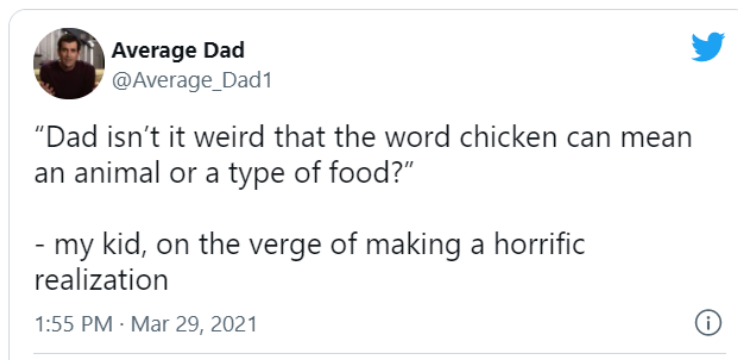 Average Dad
@Average_Dad1
“Dad isn’t it weird that the word chicken can mean
an animal or a type of food?”
- my kid, on the verge of making a horrific
realization
1:55 PM · Mar 29, 2021